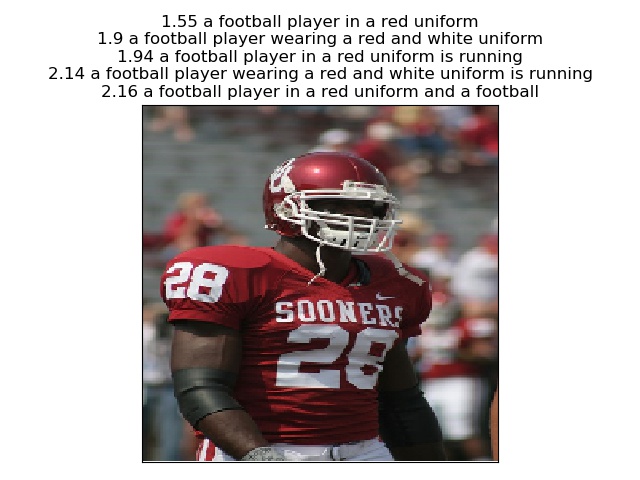 1.55 a football player in a red uniform
1.9 a football player wearing a red and white uniform
1.94 a football player in a red uniform is running
2.14 a football player wearing a red and white uniform is running
2.16 a football player in a red uniform and a football
28
SOONERS
28